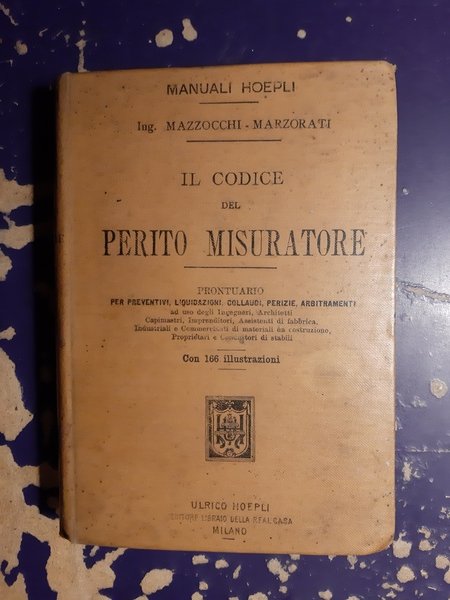 MANUALI HOEPLI
Ing. MAZZOCCHI - MARZORATI
IL CODICE
DEL
PERITO MISURATORE
PRONTUARIO
PER PREVENTIVI, LIQUIDAZIONI, COLLAUDI, PERIZIE, ARBITRAMENTI
ad uso degli Ingegneri, Architetti
Capimastri, Imprenditori, Assistenti di fabbrica,
Industriali e Commercianti di materiali da costruzione,
Proprietari e Conduttori di stabili
Con 166 illustrazioni
ULRICO HOEPLI
EDITORE LIBRAIO DELLA REAL CASA
MILANO